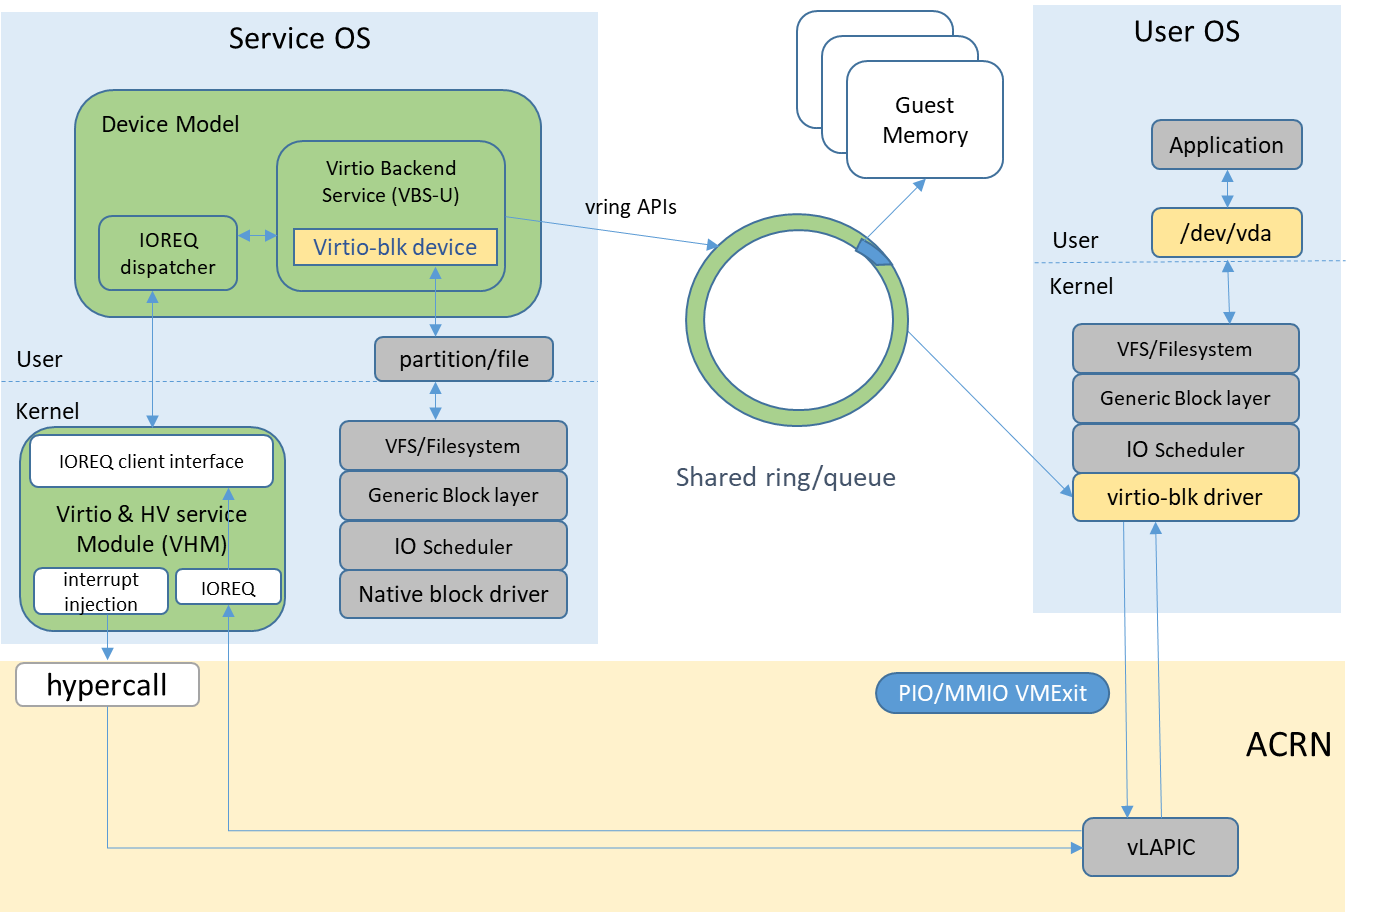 Service OS
Device Model
Virtio Backend
Service (VBS-U)
Virtio-blk device
IOREQ
dispatcher
partition/file
User
Kernel
IOREQ client interface
Virtio & HV service
Module (VHM)
interrupt
injection
IOREQ
VFS/Filesystem
Generic Block layer
IO Scheduler
Native block driver
vring APIs
Guest
Memory
Shared ring/queue
User OS
Application
/dev/vda
User
Kernel
VFS/Filesystem
Generic Block layer
IO Scheduler
virtio-blk driver
hypercall
PIO/MMIO VMExit
ACRN
vLAPIC